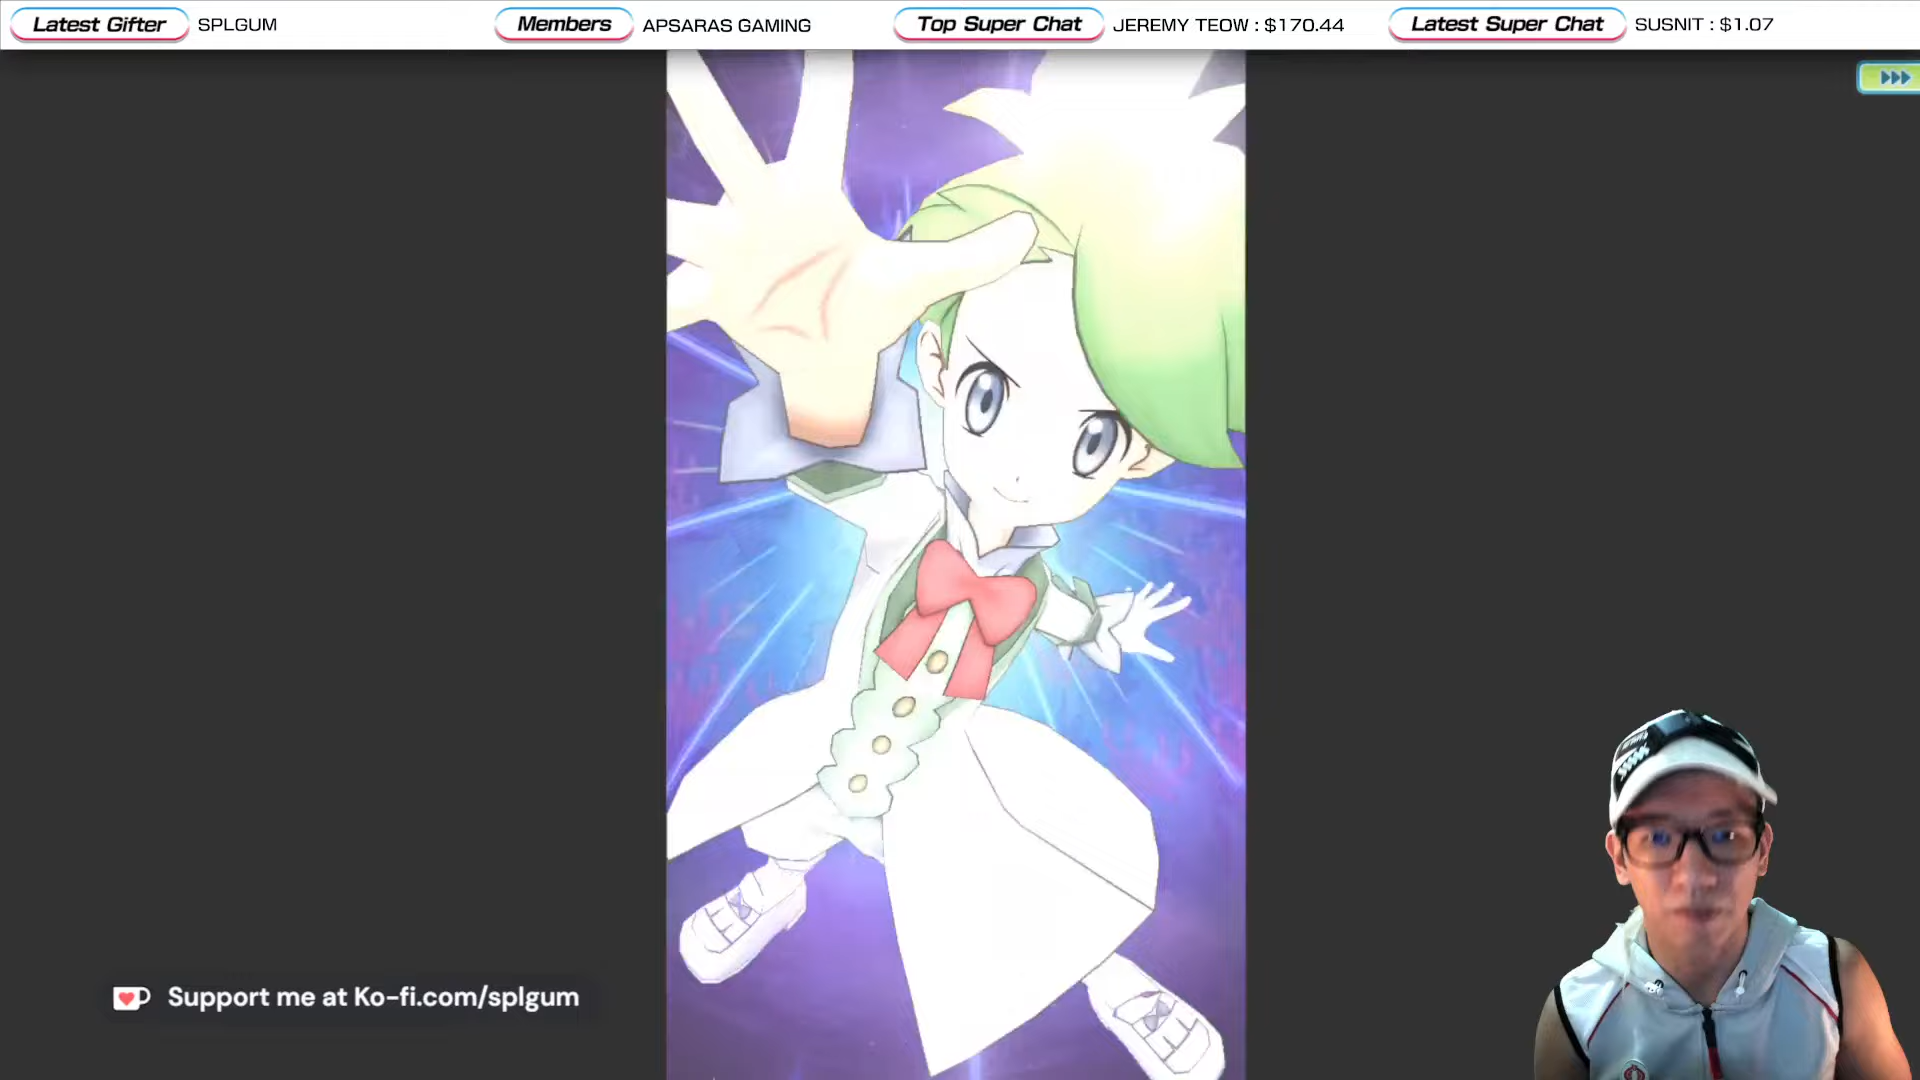 Latest Gifter SPLGUM Members APSARAS GAMING Top Super Chat JEREMY TEOW : $170.44 Latest Super Chat SUSNIT : $1.07
Support me at Ko-fi.com/splgum